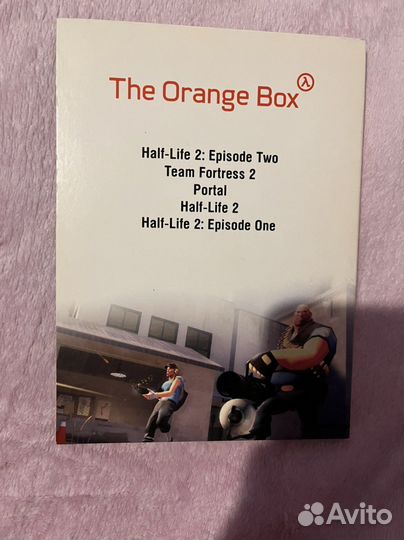 The Orange Box
λ
Half-Life 2: Episode Two
Team Fortress 2
Portal
Half-Life 2
Half-Life 2: Episode One
Avito